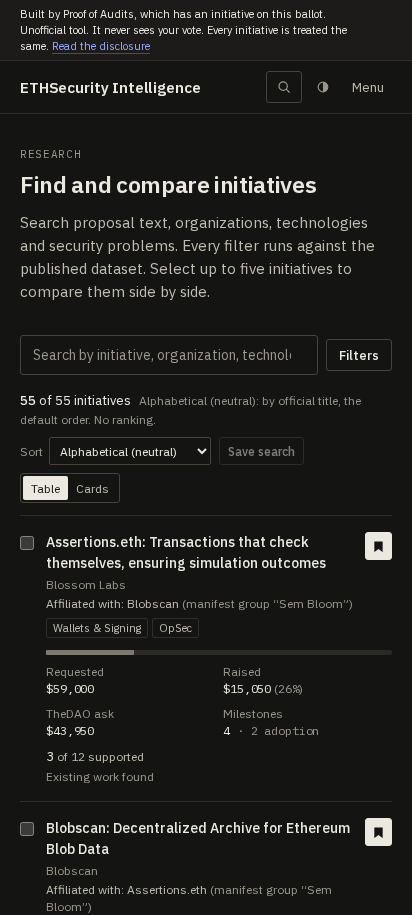 Built by Proof of Audits, which has an initiative on this ballot.
Unofficial tool. It never sees your vote. Every initiative is treated the
same. Read the disclosure
ETHSecurity Intelligence
Menu
RESEARCH
Find and compare initiatives
Search proposal text, organizations, technologies
and security problems. Every filter runs against the
published dataset. Select up to five initiatives to
compare them side by side.
Search by initiative, organization, technol
Filters
55 of 55 initiatives Alphabetical (neutral): by official title, the
default order. No ranking.
Sort Alphabetical (neutral) Save search
Table Cards
Assertions.eth: Transactions that check
themselves, ensuring simulation outcomes
Blossom Labs
Affiliated with: Blobscan (manifest group “Sem Bloom”)
Wallets & Signing OpSec
Requested Raised
$59,000 $15,050 (26%)
TheDAO ask Milestones
$43,950 4 · 2 adoption
3 of 12 supported
Existing work found
Blobscan: Decentralized Archive for Ethereum
Blob Data
Blobscan
Affiliated with: Assertions.eth (manifest group “Sem
Bloom”)